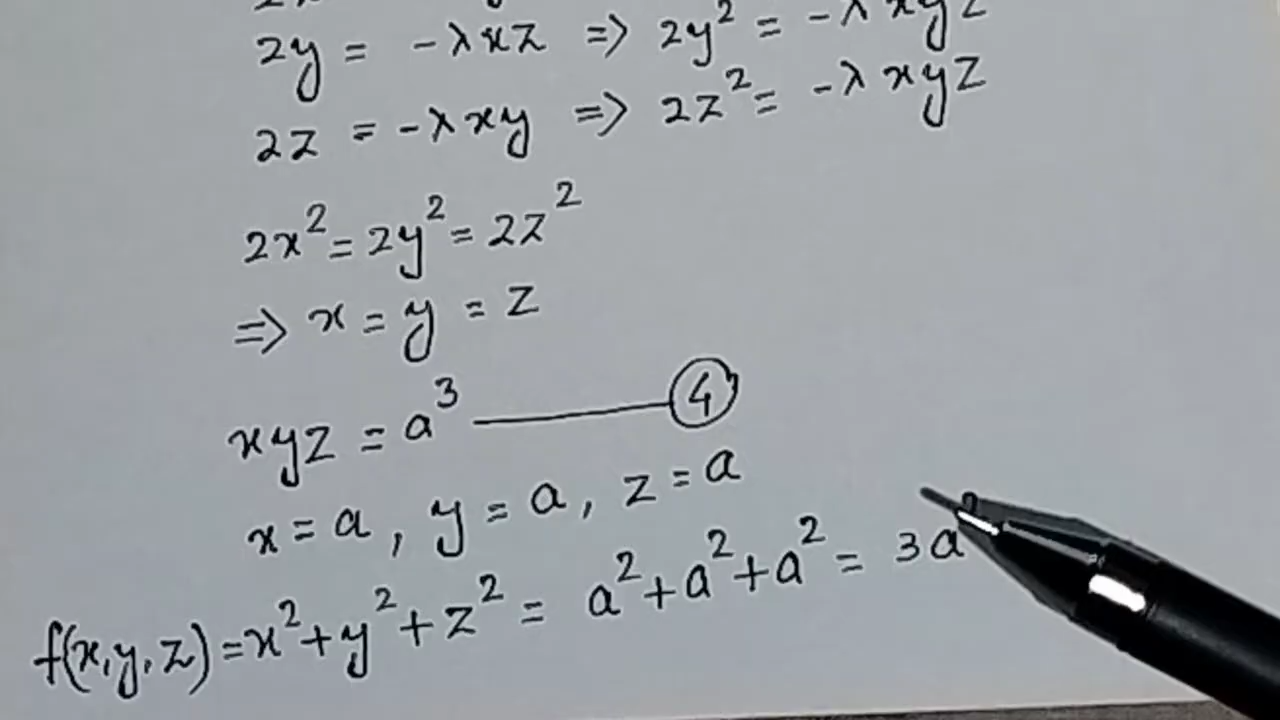 2y = -λxz ⇒ 2y² = -λxyz
2z = -λxy ⇒ 2z² = -λxyz
2x² = 2y² = 2z²
⇒ x = y = z
xyz = a³ ——— ④
x = a, y = a, z = a
f(x,y,z) = x² + y² + z² = a² + a² + a² = 3a²